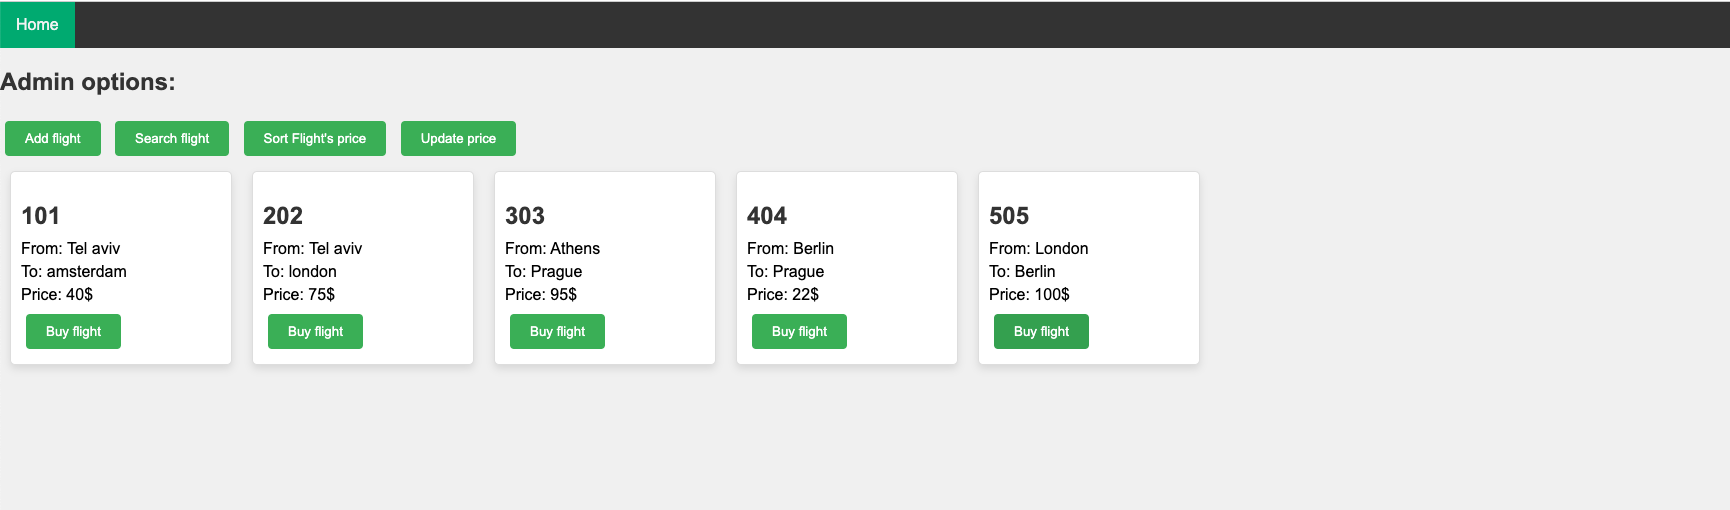 Home
Admin options:
Add flight Search flight Sort Flight's price Update price
101
From: Tel aviv
To: amsterdam
Price: 40$
Buy flight
202
From: Tel aviv
To: london
Price: 75$
Buy flight
303
From: Athens
To: Prague
Price: 95$
Buy flight
404
From: Berlin
To: Prague
Price: 22$
Buy flight
505
From: London
To: Berlin
Price: 100$
Buy flight